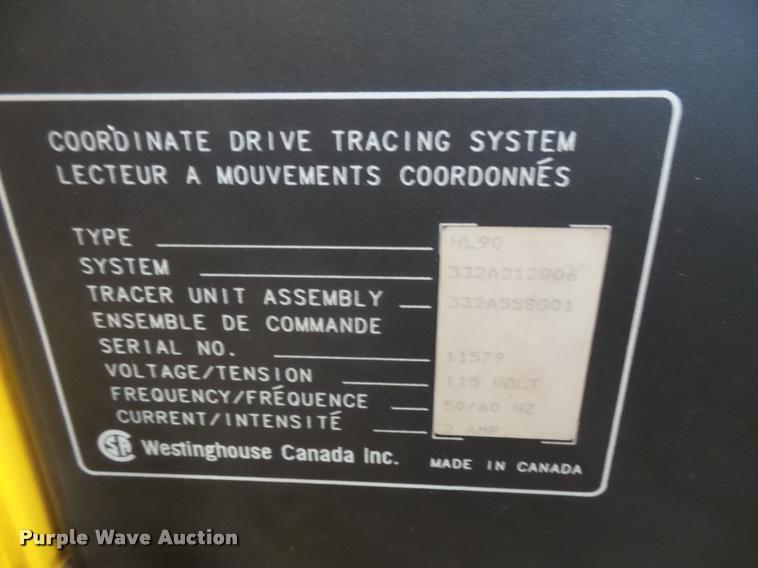 COORDINATE DRIVE TRACING SYSTEM
LECTEUR A MOUVEMENTS COORDONNÉS
TYPE HL90
SYSTEM 332A212G06
TRACER UNIT ASSEMBLY 332A559G01
ENSEMBLE DE COMMANDE
SERIAL NO. 11579
VOLTAGE/TENSION 115 VOLT
FREQUENCY/FRÉQUENCE 50/60 HZ
CURRENT/INTENSITÉ 2 AMP
Westinghouse Canada Inc. MADE IN CANADA
Purple Wave Auction